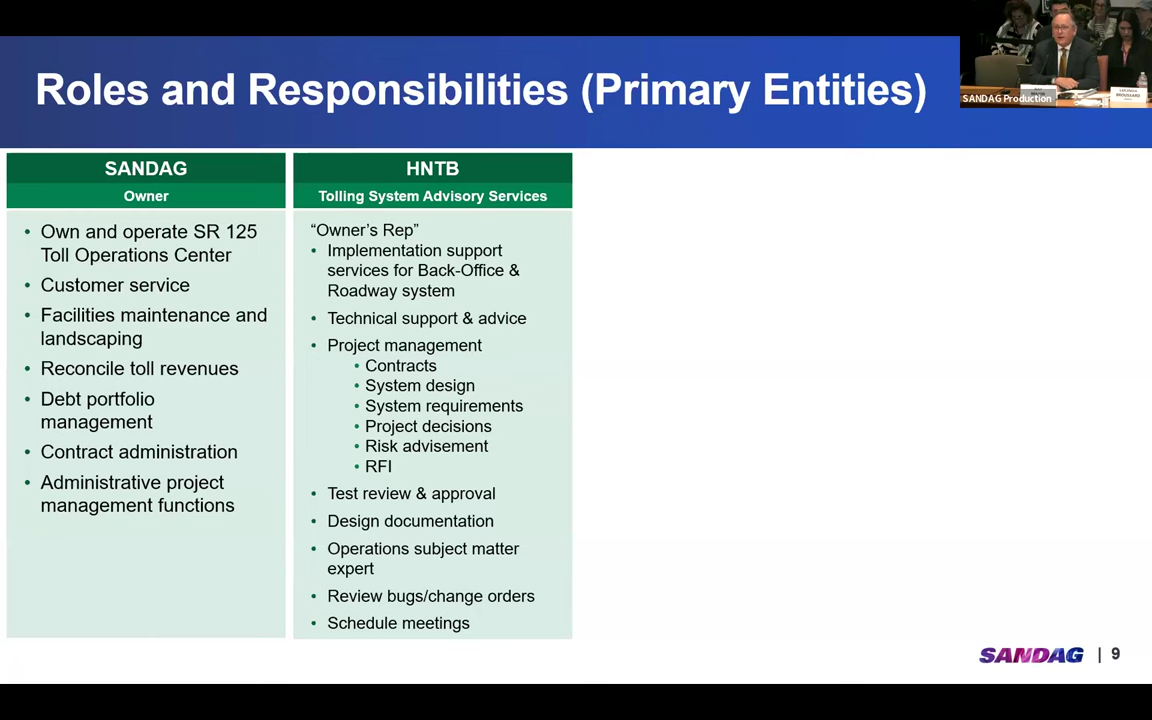 Roles and Responsibilities (Primary Entities)
SANDAG Production
BROUSSARD
SANDAG
Owner
• Own and operate SR 125
Toll Operations Center
• Customer service
• Facilities maintenance and
landscaping
• Reconcile toll revenues
• Debt portfolio
management
• Contract administration
• Administrative project
management functions
HNTB
Tolling System Advisory Services
“Owner’s Rep”
• Implementation support
services for Back-Office &
Roadway system
• Technical support & advice
• Project management
• Contracts
• System design
• System requirements
• Project decisions
• Risk advisement
• RFI
• Test review & approval
• Design documentation
• Operations subject matter
expert
• Review bugs/change orders
• Schedule meetings
SANDAG | 9